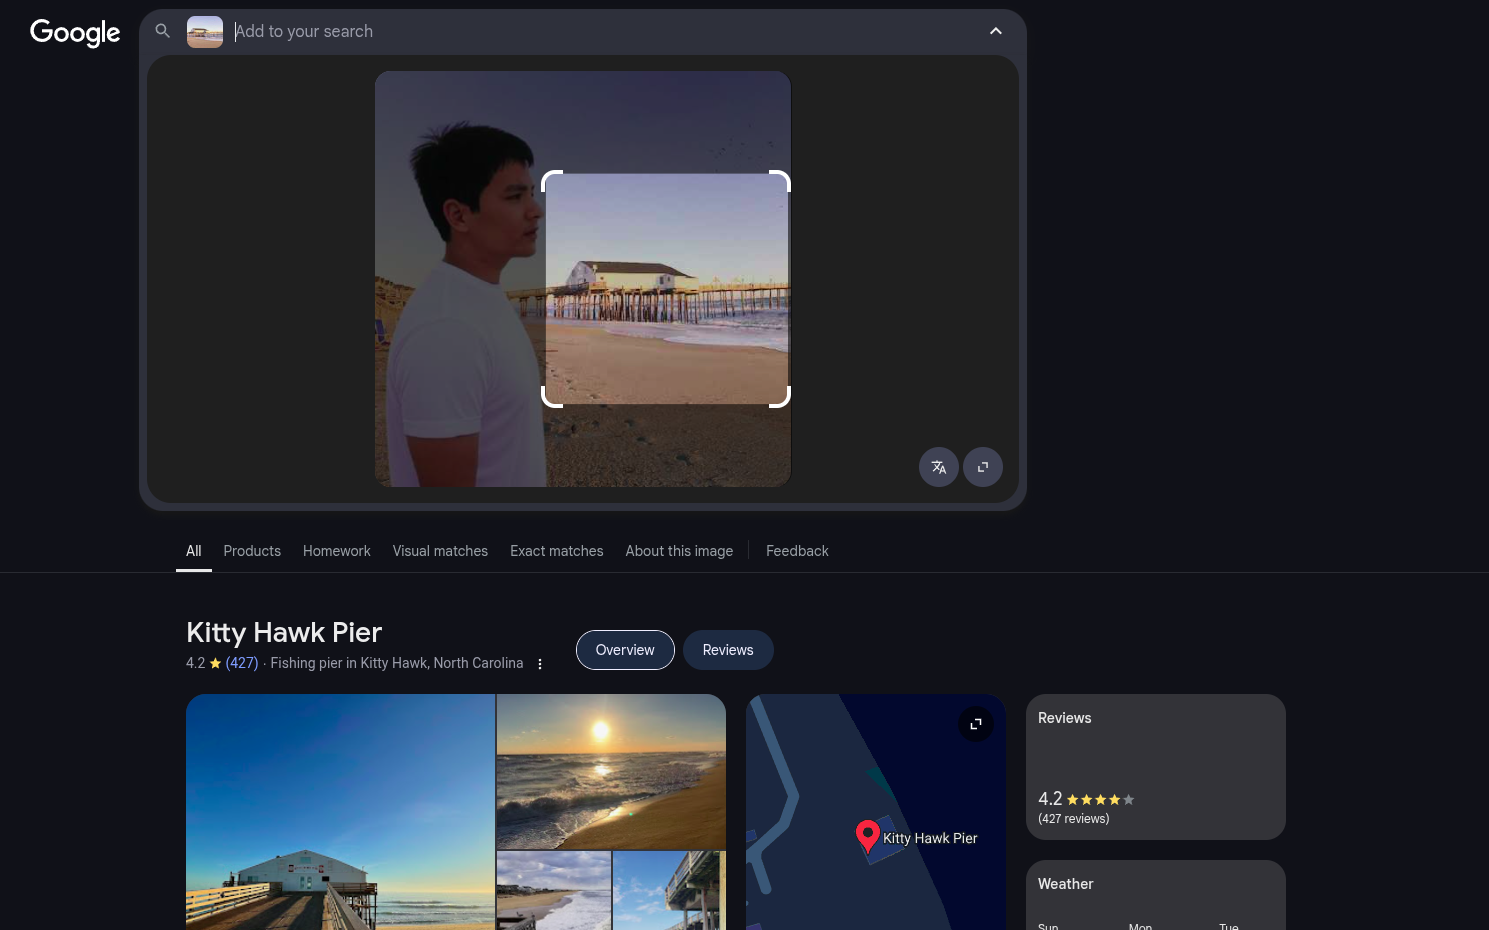 Google
Add to your search
All Products Homework Visual matches Exact matches About this image Feedback
Kitty Hawk Pier
4.2 (427) · Fishing pier in Kitty Hawk, North Carolina
Overview Reviews
Kitty Hawk Pier
Reviews
4.2
(427 reviews)
Weather
Sun Mon Tue